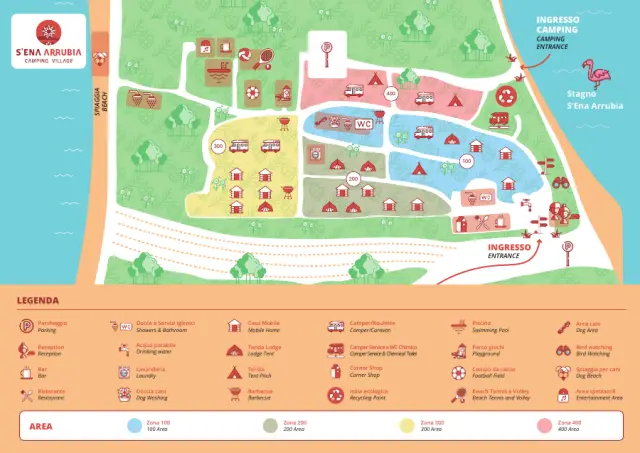 S'ENA ARRUBIA
CAMPING VILLAGE
SPIAGGIA
BEACH
INGRESSO
CAMPING
CAMPING
ENTRANCE
Stagno
S'Ena Arrubia
400
300
WC
100
200
WC
INGRESSO
ENTRANCE
LEGENDA
Parcheggio
Parking
Docce e Servizi Igienici
Showers & Bathroom
WC
Casa Mobile
Mobile Home
Camper/Roulotte
Camper/Caravan
Piscina
Swimming Pool
Area cani
Dog Area
Reception
Reception
Acqua potabile
Drinking water
Tenda Lodge
Lodge Tent
Camper Service e WC Chimico
Camper Service & Chemical Toilet
Parco giochi
Playground
Bird watching
Bird Watching
Bar
Bar
Lavanderia
Laundry
Tenda
Tent Pitch
Corner Shop
Corner Shop
Campo da calcio
Football Field
Spiaggia per cani
Dog Beach
Ristorante
Restaurant
Doccia cani
Dog Washing
Barbecue
Barbecue
Isola ecologica
Recycling Point
Beach Tennis e Volley
Beach Tennis and Volley
Area spettacoli
Entertainment Area
AREA
Zona 100
100 Area
Zona 200
200 Area
Zona 300
300 Area
Zona 400
400 Area